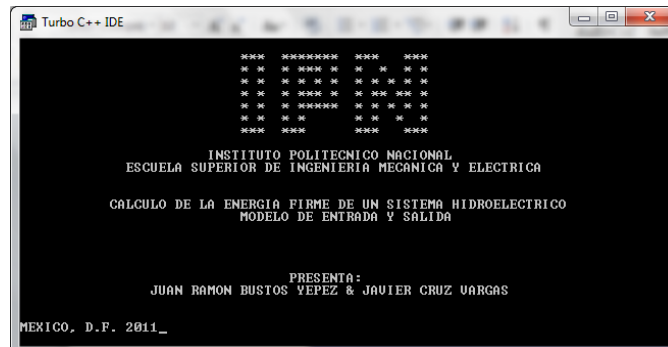 Turbo C++ IDE
IPN
INSTITUTO POLITECNICO NACIONAL
ESCUELA SUPERIOR DE INGENIERIA MECANICA Y ELECTRICA
CALCULO DE LA ENERGIA FIRME DE UN SISTEMA HIDROELECTRICO
MODELO DE ENTRADA Y SALIDA
PRESENTA:
JUAN RAMON BUSTOS YEPEZ & JAVIER CRUZ VARGAS
MEXICO, D.F. 2011_